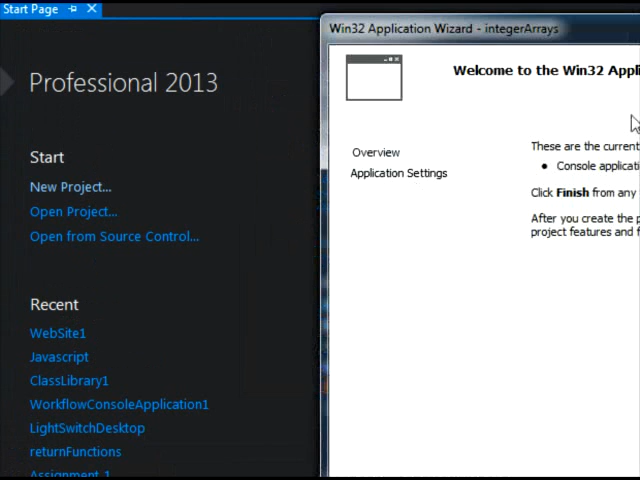 Start Page
Professional 2013
Start
New Project...
Open Project...
Open from Source Control...
Recent
WebSite1
Javascript
ClassLibrary1
WorkflowConsoleApplication1
LightSwitchDesktop
returnFunctions
Assignment 1
Win32 Application Wizard - integerArrays
Welcome to the Win32 Appli
Overview
Application Settings
These are the current
• Console applicati
Click Finish from any
After you create the p
project features and f